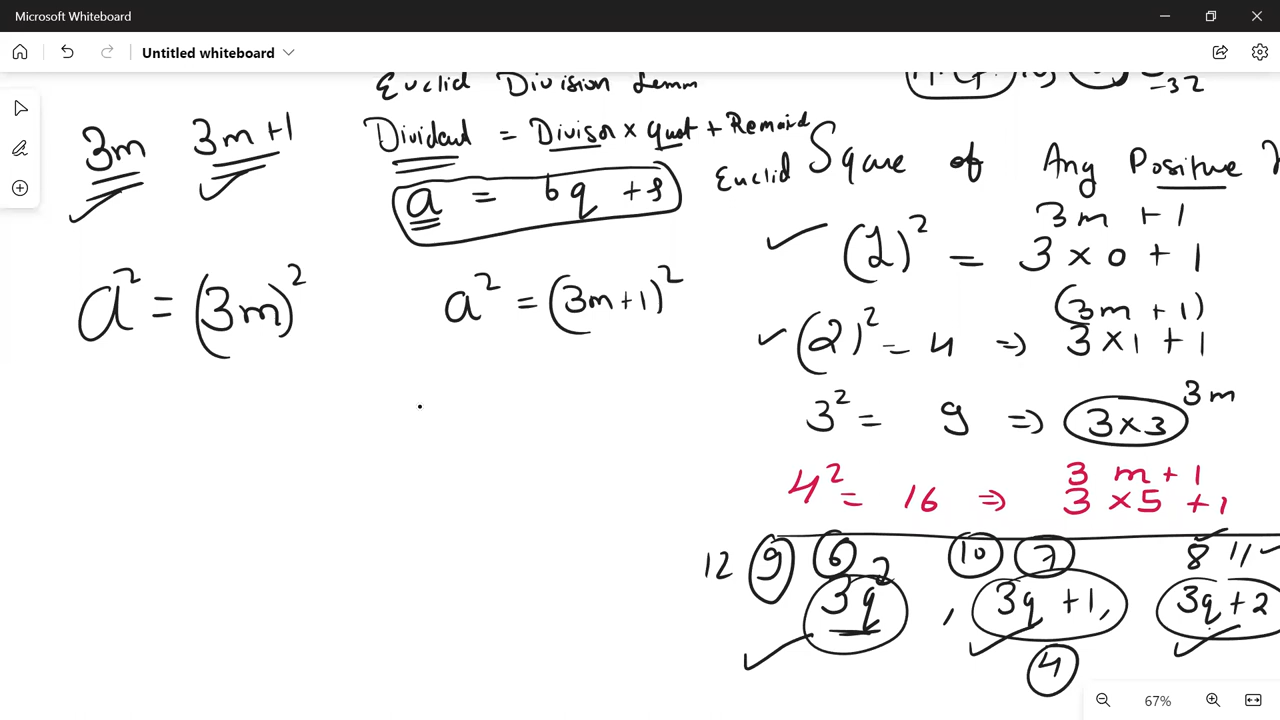 Microsoft Whiteboard
Untitled whiteboard
Euclid Division Lemm
3m 3m+1
Dividend = Divisor × quot + Remaind
a = bq + r
Euclid Square of Any Positive
3m + 1
(1)² = 3 × 0 + 1
a² = (3m)² a² = (3m+1)²
(3m + 1)
(2)² = 4 ⇒ 3 × 1 + 1
3² = 9 ⇒ 3×3 3m
3 m+1
4² = 16 ⇒ 3 ×5 +1
12 9 6 10 7 8 11
3q , 3q +1, 3q+2
4
67%